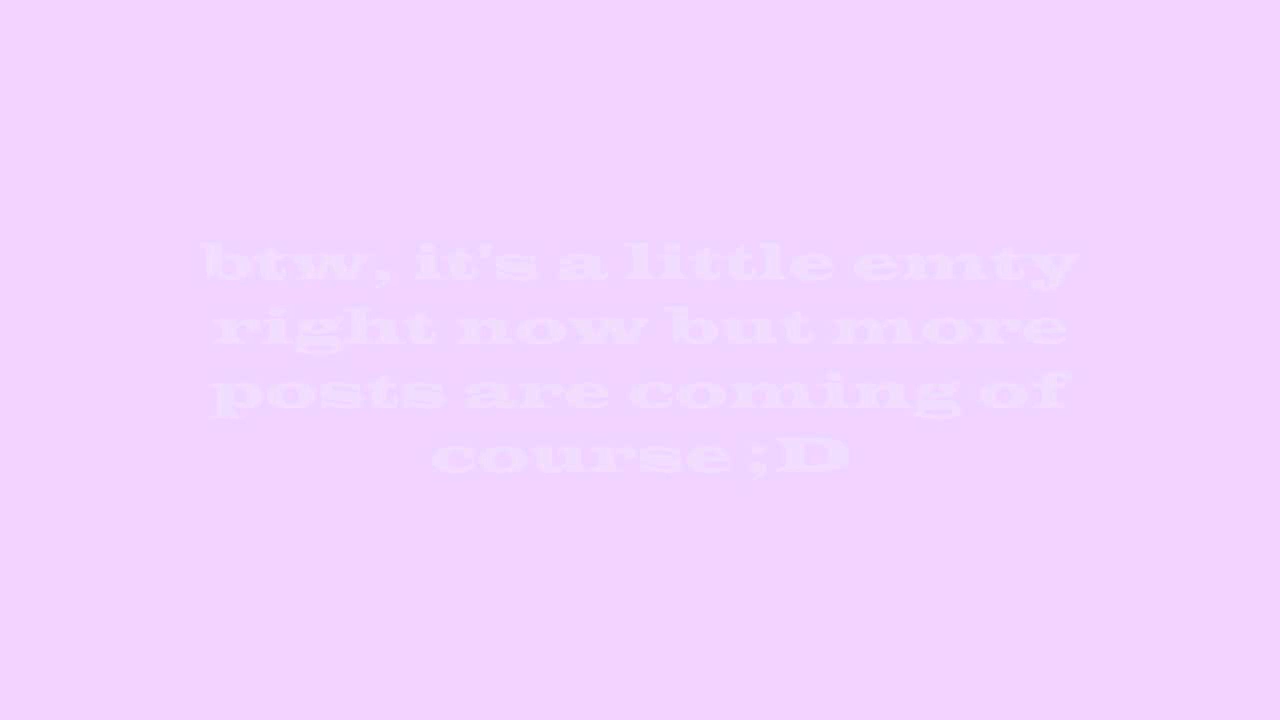 btw, it's a little emty
right now but more
posts are coming of
course ;D